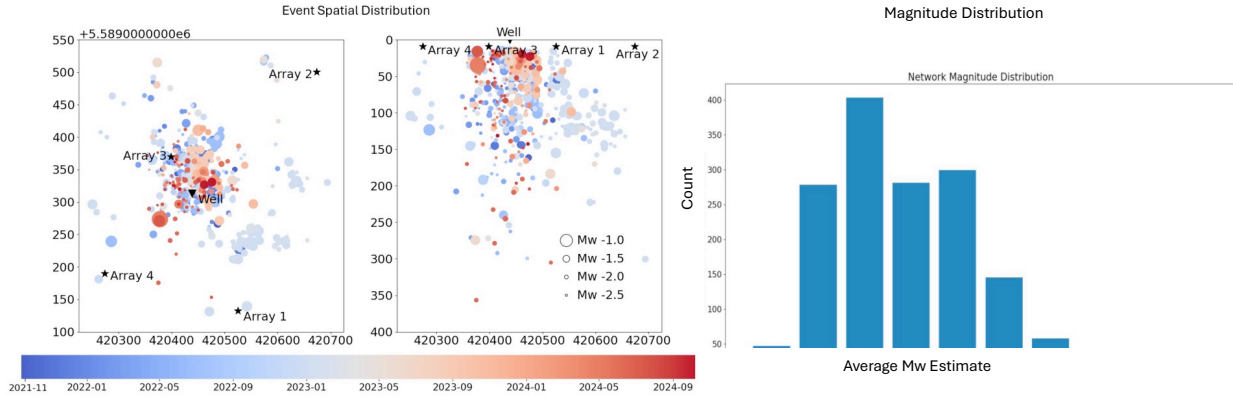 Event Spatial Distribution
+5.5890000000e6
550
500
450
400
350
300
250
200
150
100
420300 420400 420500 420600 420700
Array 2
Array 3
Well
Array 4
Array 1
Well
0
50
100
150
200
250
300
350
400
420300 420400 420500 420600 420700
Array 4 Array 3 Array 1 Array 2
Mw -1.0
Mw -1.5
Mw -2.0
Mw -2.5
2021-11 2022-01 2022-05 2022-09 2023-01 2023-05 2023-09 2024-01 2024-05 2024-09
Magnitude Distribution
Network Magnitude Distribution
Count
400
350
300
250
200
150
100
50
Average Mw Estimate